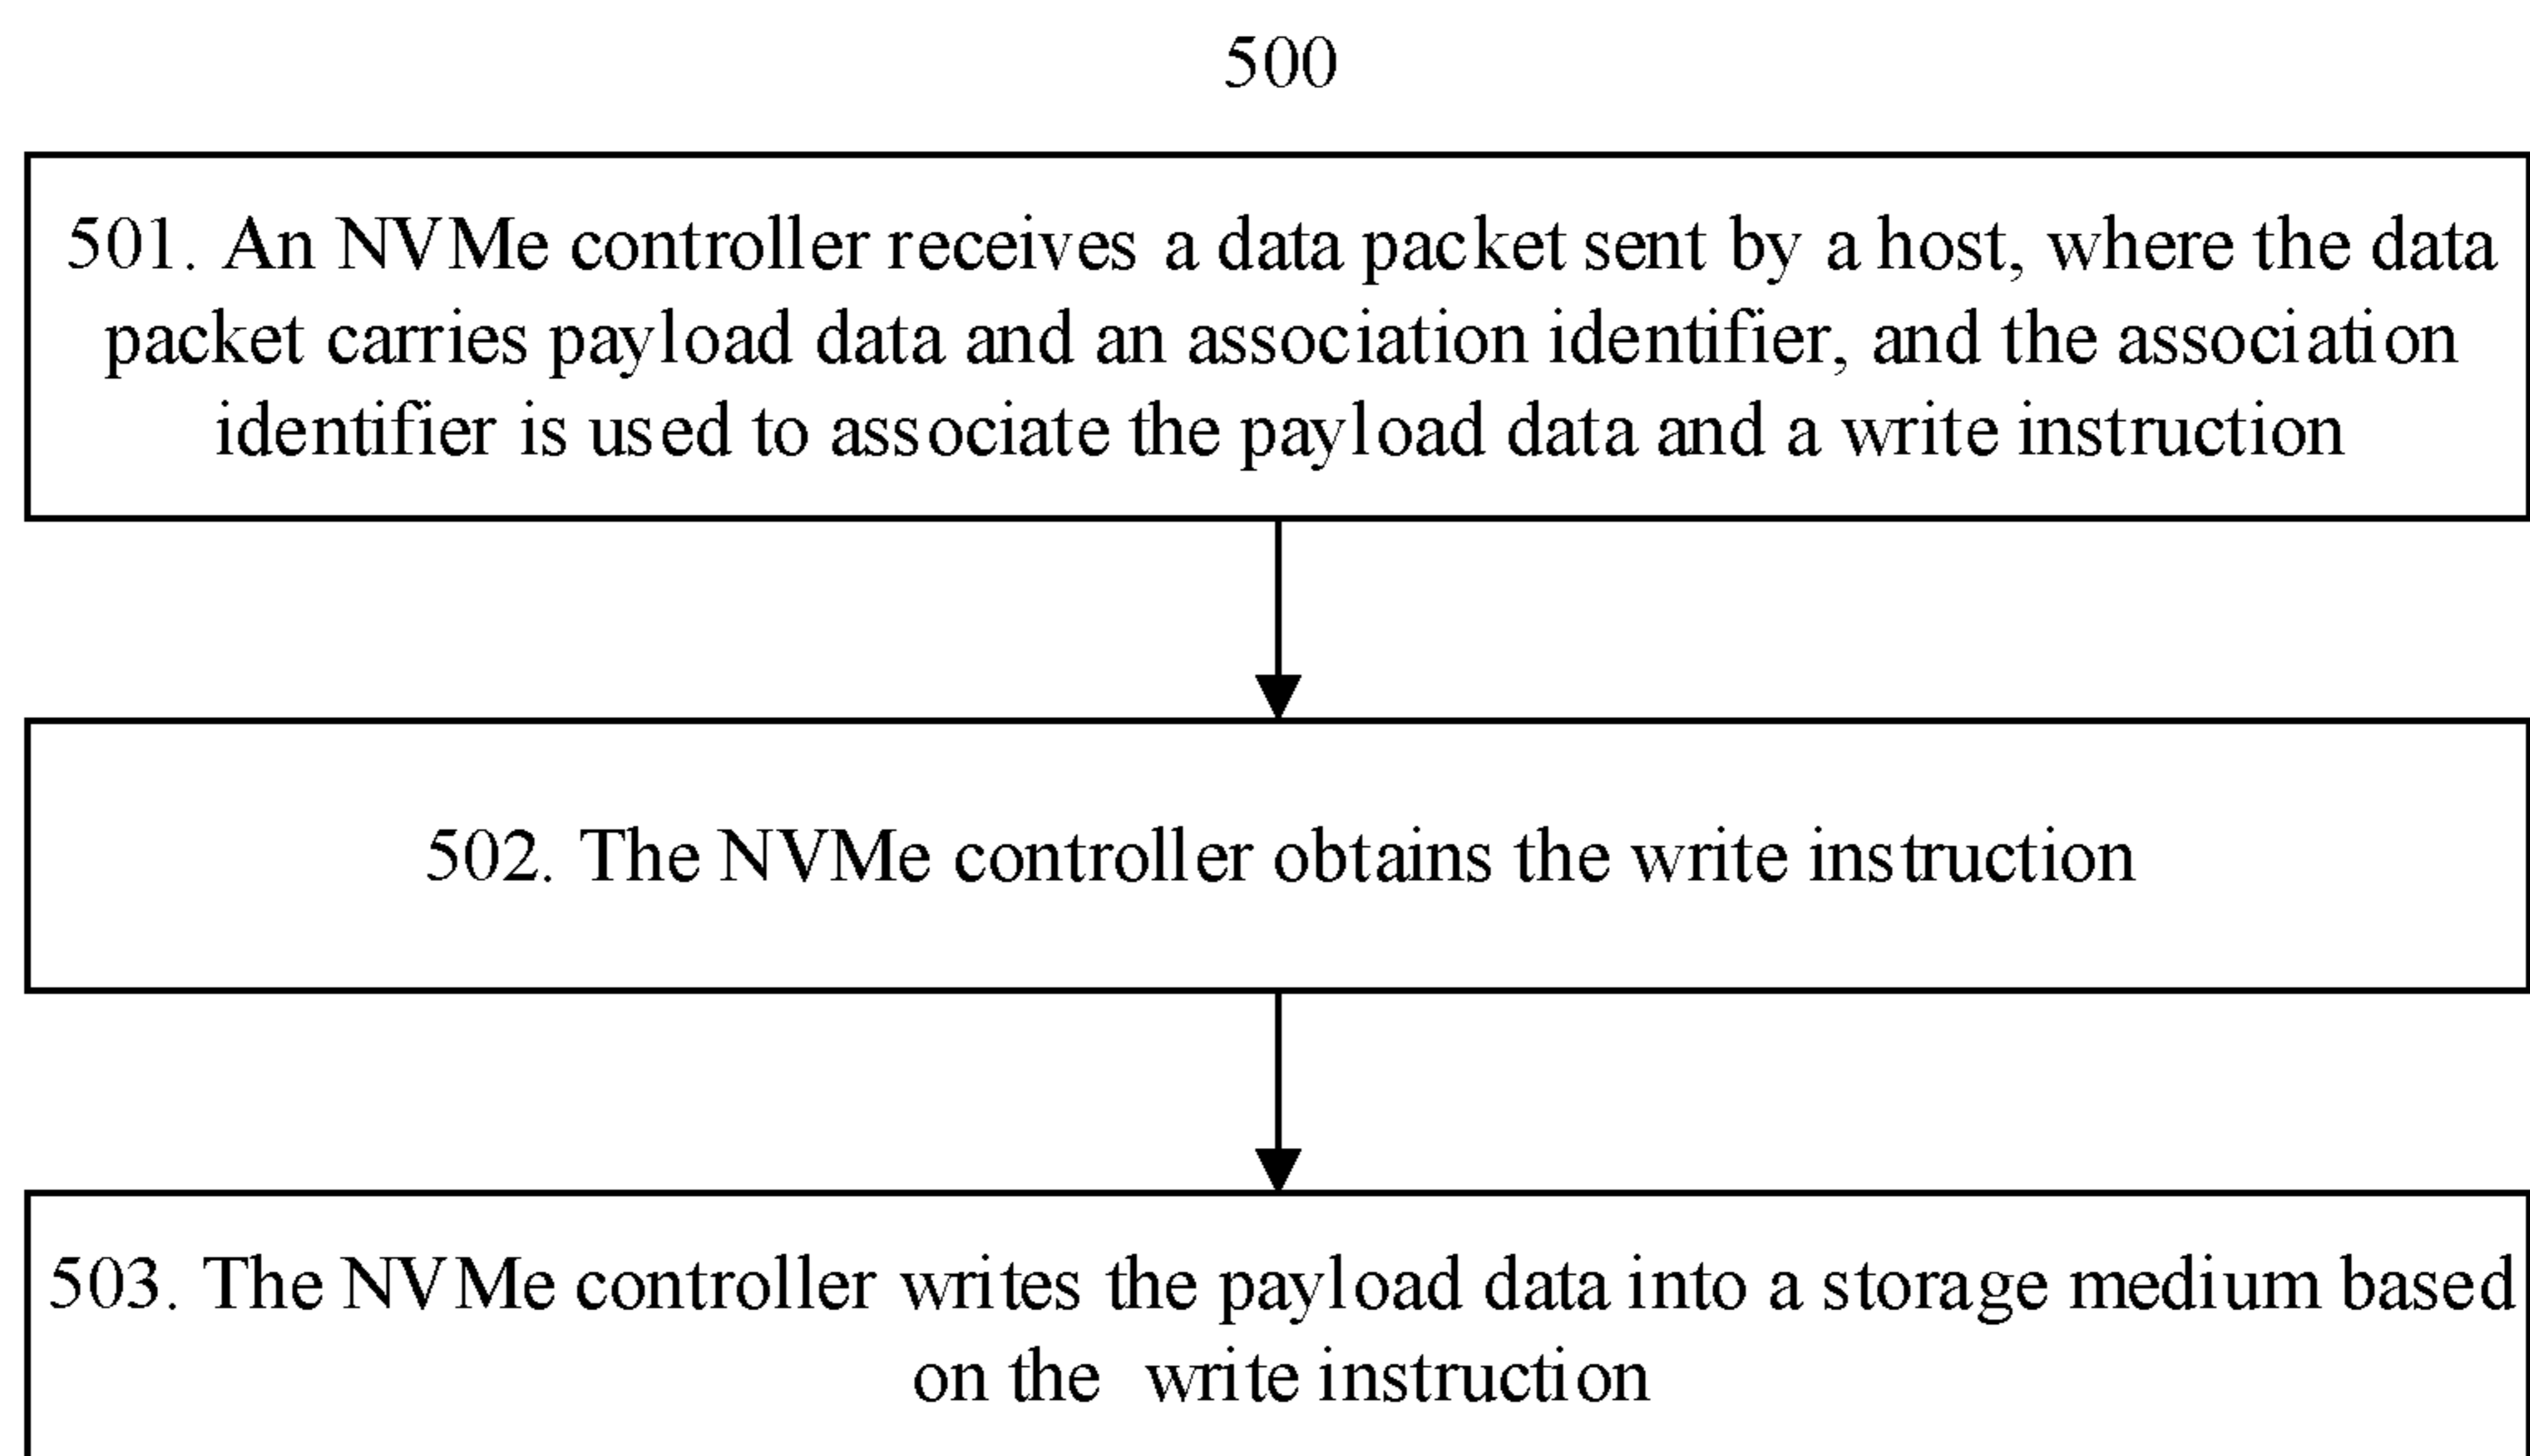 500
501. An NVMe controller receives a data packet sent by a host, where the data
packet carries payload data and an association identifier, and the association
identifier is used to associate the payload data and a write instruction
502. The NVMe controller obtains the write instruction
503. The NVMe controller writes the payload data into a storage medium based
on the write instruction